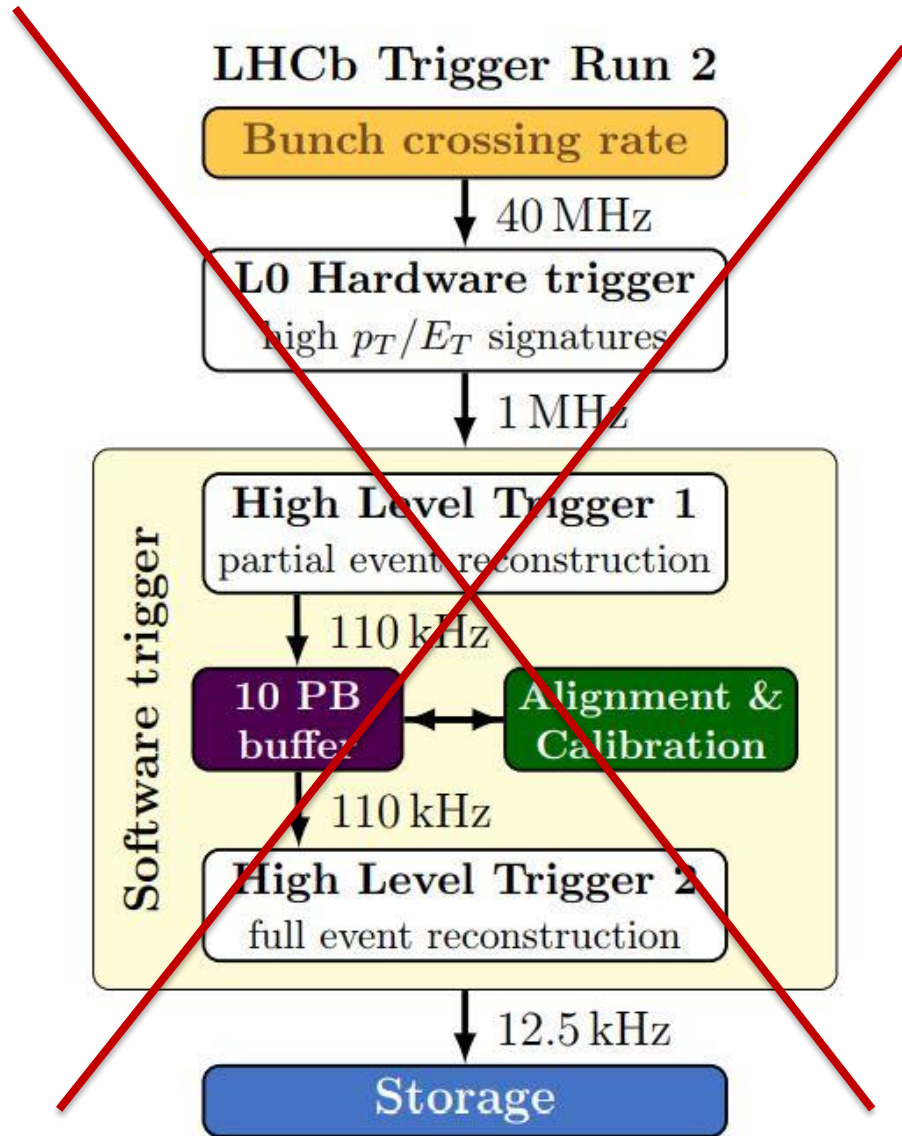 LHCb Trigger Run 2
Bunch crossing rate
40 MHz
L0 Hardware trigger
high p_T/E_T signatures
1 MHz
Software trigger
High Level Trigger 1
partial event reconstruction
110 kHz
10 PB
buffer
Alignment &
Calibration
110 kHz
High Level Trigger 2
full event reconstruction
12.5 kHz
Storage